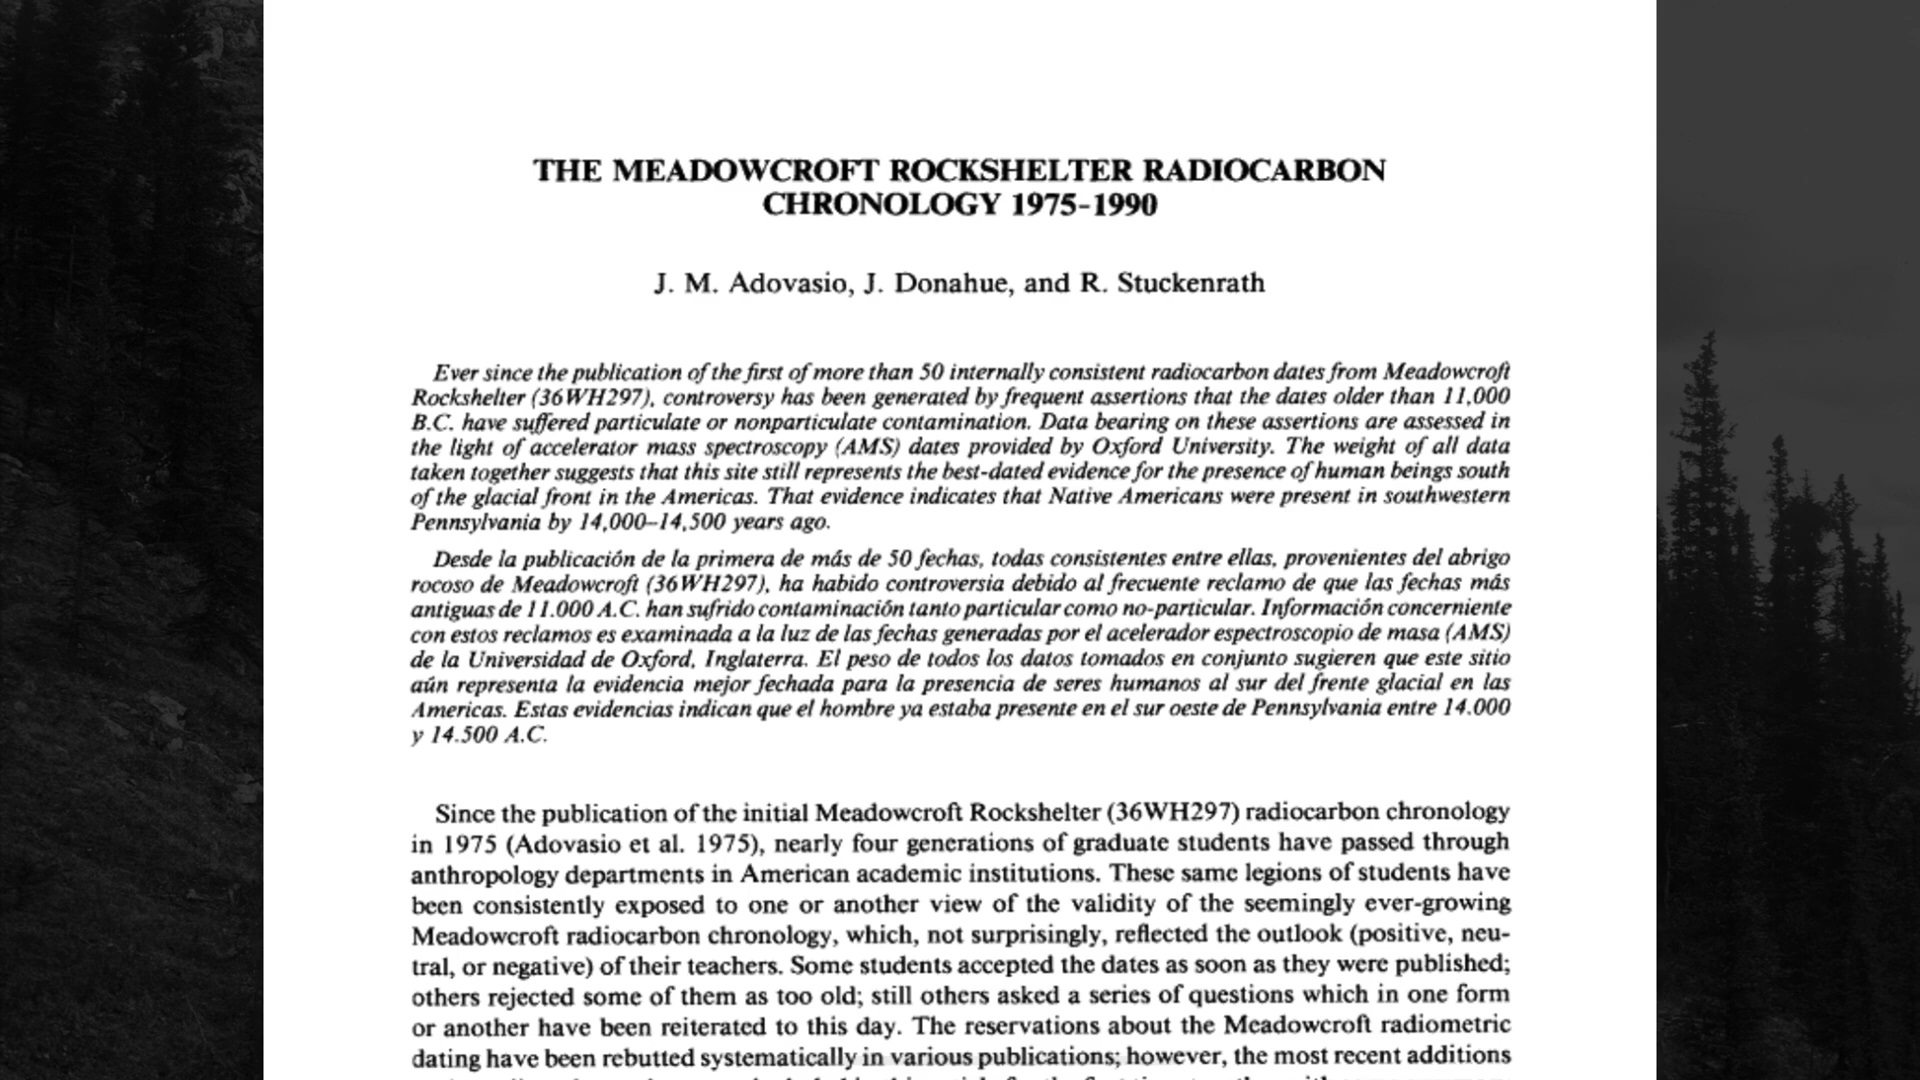 THE MEADOWCROFT ROCKSHELTER RADIOCARBON
CHRONOLOGY 1975-1990
J. M. Adovasio, J. Donahue, and R. Stuckenrath
Ever since the publication of the first of more than 50 internally consistent radiocarbon dates from Meadowcroft
Rockshelter (36WH297), controversy has been generated by frequent assertions that the dates older than 11,000
B.C. have suffered particulate or nonparticulate contamination. Data bearing on these assertions are assessed in
the light of accelerator mass spectroscopy (AMS) dates provided by Oxford University. The weight of all data
taken together suggests that this site still represents the best-dated evidence for the presence of human beings south
of the glacial front in the Americas. That evidence indicates that Native Americans were present in southwestern
Pennsylvania by 14,000–14,500 years ago.
Desde la publicación de la primera de más de 50 fechas, todas consistentes entre ellas, provenientes del abrigo
rocoso de Meadowcroft (36WH297), ha habido controversia debido al frecuente reclamo de que las fechas más
antiguas de 11.000 A.C. han sufrido contaminación tanto particular como no-particular. Información concerniente
con estos reclamos es examinada a la luz de las fechas generadas por el acelerador espectroscopio de masa (AMS)
de la Universidad de Oxford, Inglaterra. El peso de todos los datos tomados en conjunto sugieren que este sitio
aún representa la evidencia mejor fechada para la presencia de seres humanos al sur del frente glacial en las
Americas. Estas evidencias indican que el hombre ya estaba presente en el sur oeste de Pennsylvania entre 14.000
y 14.500 A.C.
Since the publication of the initial Meadowcroft Rockshelter (36WH297) radiocarbon chronology
in 1975 (Adovasio et al. 1975), nearly four generations of graduate students have passed through
anthropology departments in American academic institutions. These same legions of students have
been consistently exposed to one or another view of the validity of the seemingly ever-growing
Meadowcroft radiocarbon chronology, which, not surprisingly, reflected the outlook (positive, neu-
tral, or negative) of their teachers. Some students accepted the dates as soon as they were published;
others rejected some of them as too old; still others asked a series of questions which in one form
or another have been reiterated to this day. The reservations about the Meadowcroft radiometric
dating have been rebutted systematically in various publications; however, the most recent additions